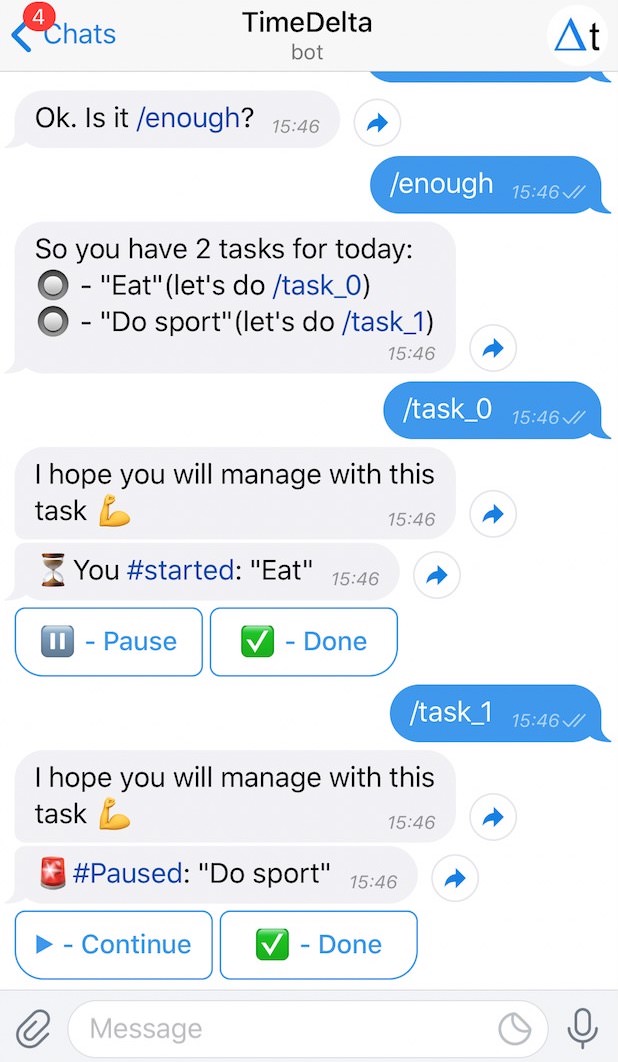 4
Chats
TimeDelta
bot
Δt
Ok. Is it /enough? 15:46
/enough 15:46
So you have 2 tasks for today:
- "Eat"(let's do /task_0)
- "Do sport"(let's do /task_1)
15:46
/task_0 15:46
I hope you will manage with this
task 💪 15:46
⏳ You #started: "Eat" 15:46
⏸ - Pause ✅ - Done
/task_1 15:46
I hope you will manage with this
task 💪 15:46
🚨 #Paused: "Do sport" 15:46
▶ - Continue ✅ - Done
Message